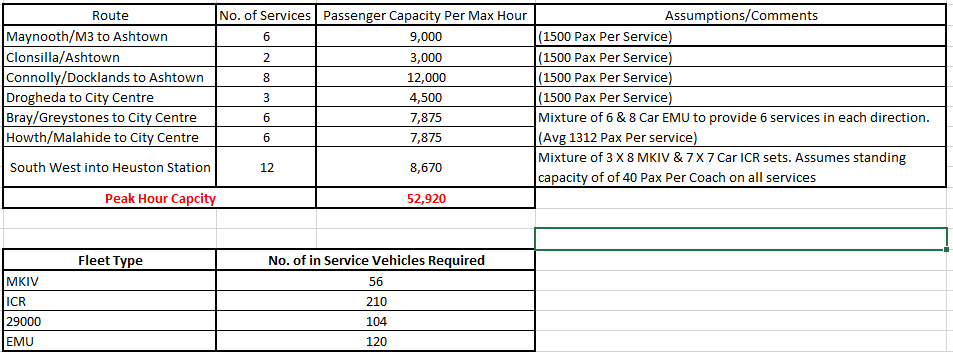 Route No. of Services Passenger Capacity Per Max Hour Assumptions/Comments
Maynooth/M3 to Ashtown 6 9,000 (1500 Pax Per Service)
Clonsilla/Ashtown 2 3,000 (1500 Pax Per Service)
Connolly/Docklands to Ashtown 8 12,000 (1500 Pax Per Service)
Drogheda to City Centre 3 4,500 (1500 Pax Per Service)
Bray/Greystones to City Centre 6 7,875 Mixture of 6 & 8 Car EMU to provide 6 services in each direction.
Howth/Malahide to City Centre 6 7,875 (Avg 1312 Pax Per service)
South West into Heuston Station 12 8,670 Mixture of 3 X 8 MKIV & 7 X 7 Car ICR sets. Assumes standing
capacity of of 40 Pax Per Coach on all services
Peak Hour Capcity 52,920
Fleet Type No. of in Service Vehicles Required
MKIV 56
ICR 210
29000 104
EMU 120